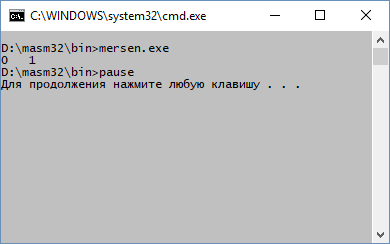 C:\WINDOWS\system32\cmd.exe
D:\masm32\bin>mersen.exe
0   1
D:\masm32\bin>pause
Для продолжения нажмите любую клавишу . . .